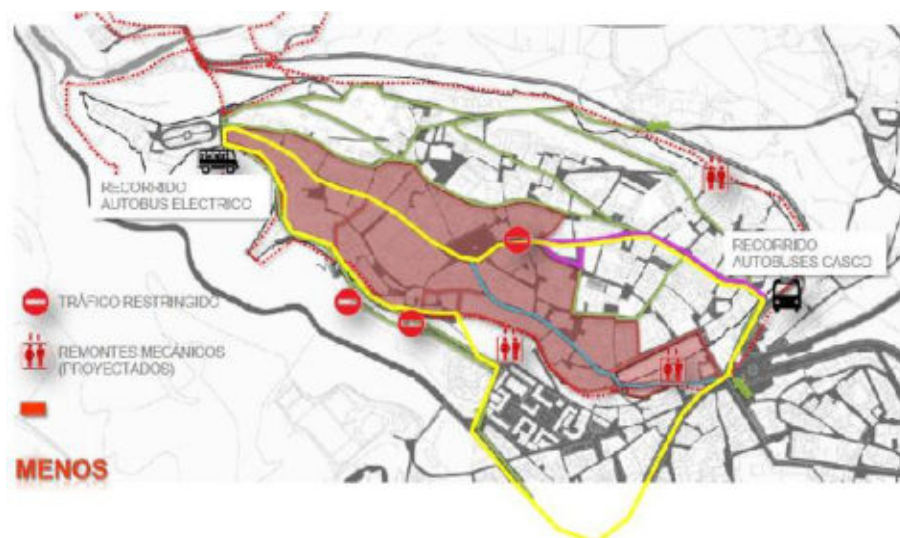 RECORRIDO
AUTOBUS ELECTRICO
RECORRIDO
AUTOBUSES CASCO
TRÁFICO RESTRINGIDO
REMONTES MECÁNICOS
(PROYECTADOS)
MENOS